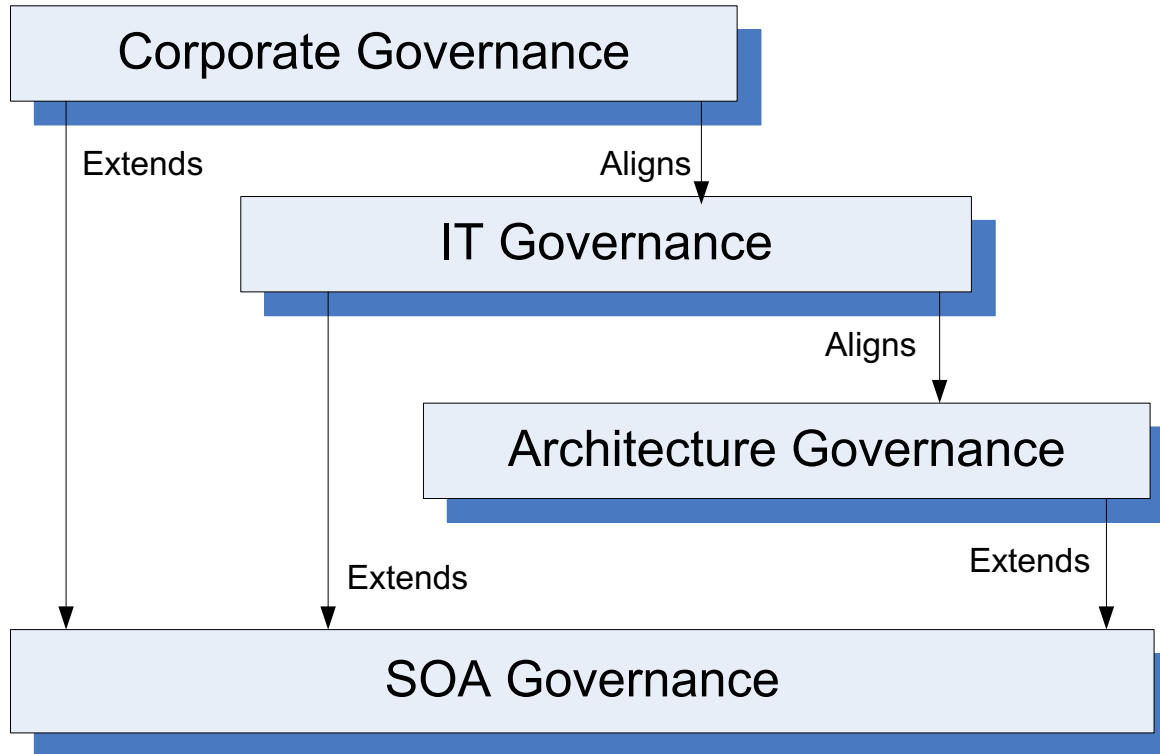 Corporate Governance
Extends
Aligns
IT Governance
Aligns
Architecture Governance
Extends
Extends
SOA Governance